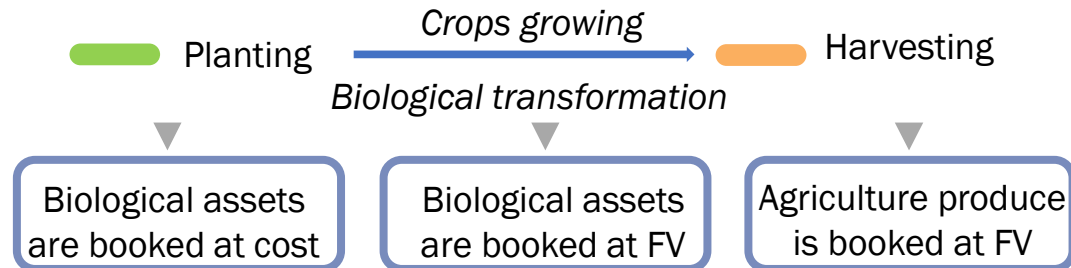 Crops growing
Planting
Harvesting
Biological transformation
Biological assets
are booked at cost
Biological assets
are booked at FV
Agriculture produce
is booked at FV